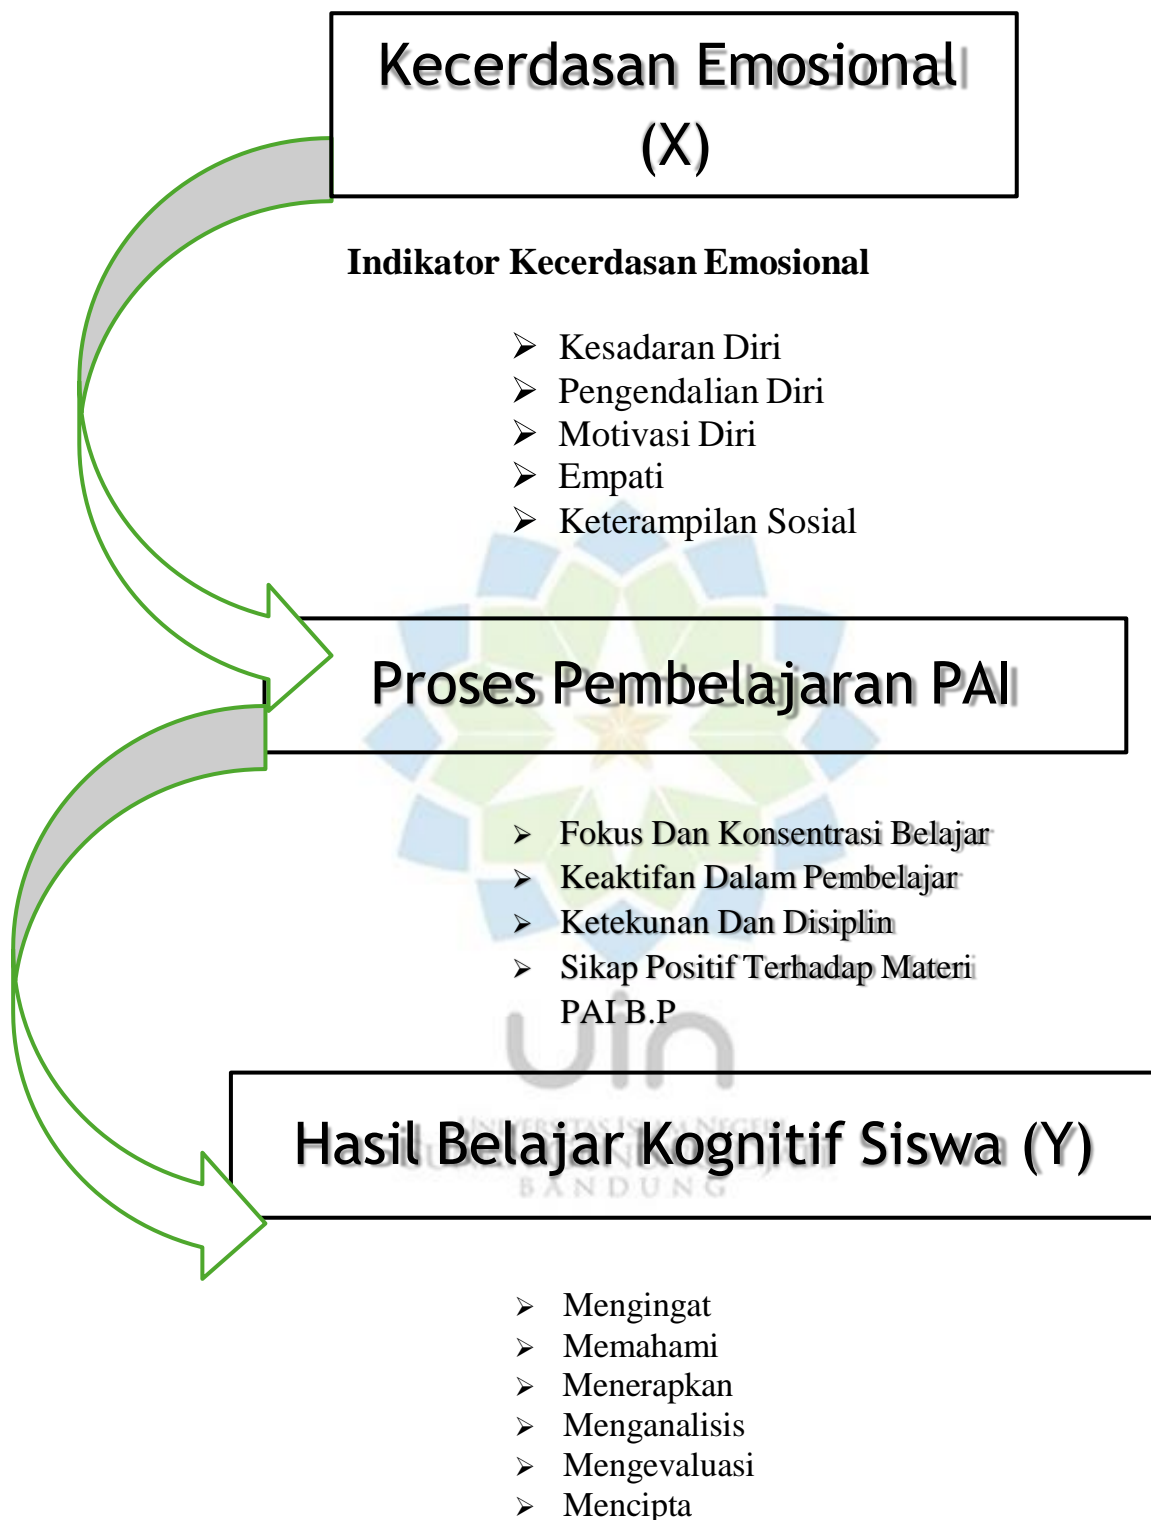 Kecerdasan Emosional
(X)
Indikator Kecerdasan Emosional
➢ Kesadaran Diri
➢ Pengendalian Diri
➢ Motivasi Diri
➢ Empati
➢ Keterampilan Sosial
Proses Pembelajaran PAI
➢ Fokus Dan Konsentrasi Belajar
➢ Keaktifan Dalam Pembelajar
➢ Ketekunan Dan Disiplin
➢ Sikap Positif Terhadap Materi
PAI B.P
uin
Hasil Belajar Kognitif Siswa (Y)
BANDUNG
➢ Mengingat
➢ Memahami
➢ Menerapkan
➢ Menganalisis
➢ Mengevaluasi
➢ Mencipta